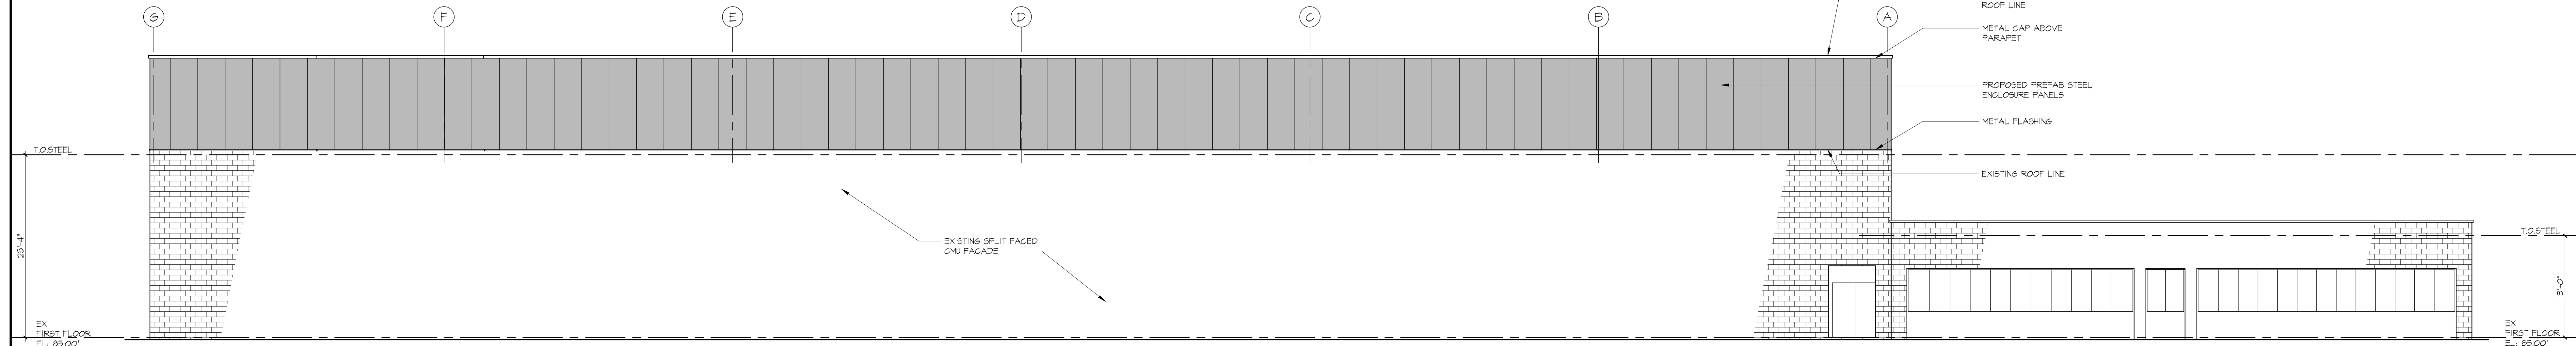 G
F
E
D
C
B
A
ROOF LINE
METAL CAP ABOVE
PARAPET
PROPOSED PREFAB STEEL
ENCLOSURE PANELS
METAL FLASHING
T.O.STEEL
EXISTING ROOF LINE
EXISTING SPLIT FACED
CMU FACADE
23'-4"
T.O.STEEL
13'-0"
EX
FIRST FLOOR
EL: 85.00'
EX
FIRST FLOOR
EL: 85.00'